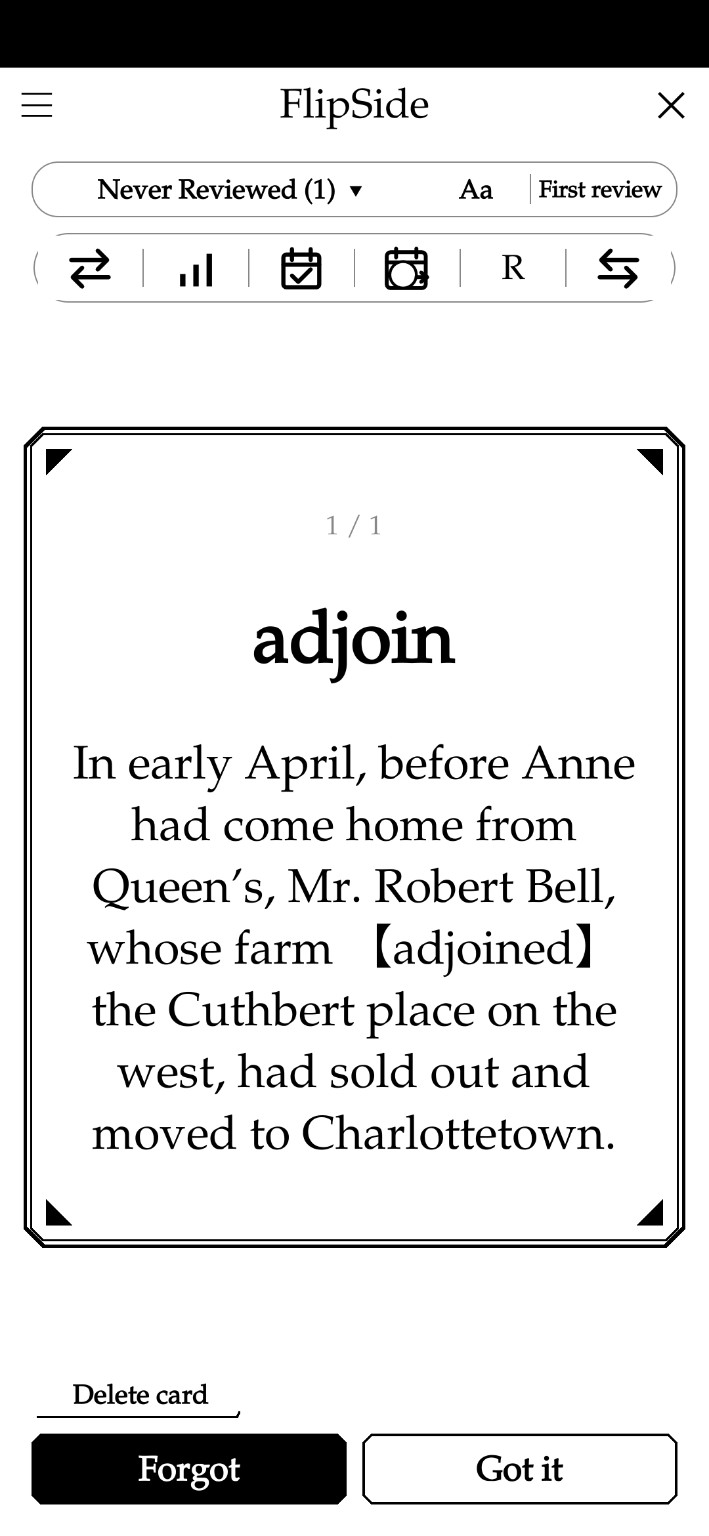 FlipSide
Never Reviewed (1) ▼ Aa First review
R
1 / 1
adjoin
In early April, before Anne
had come home from
Queen’s, Mr. Robert Bell,
whose farm 【adjoined】
the Cuthbert place on the
west, had sold out and
moved to Charlottetown.
Delete card
Forgot Got it